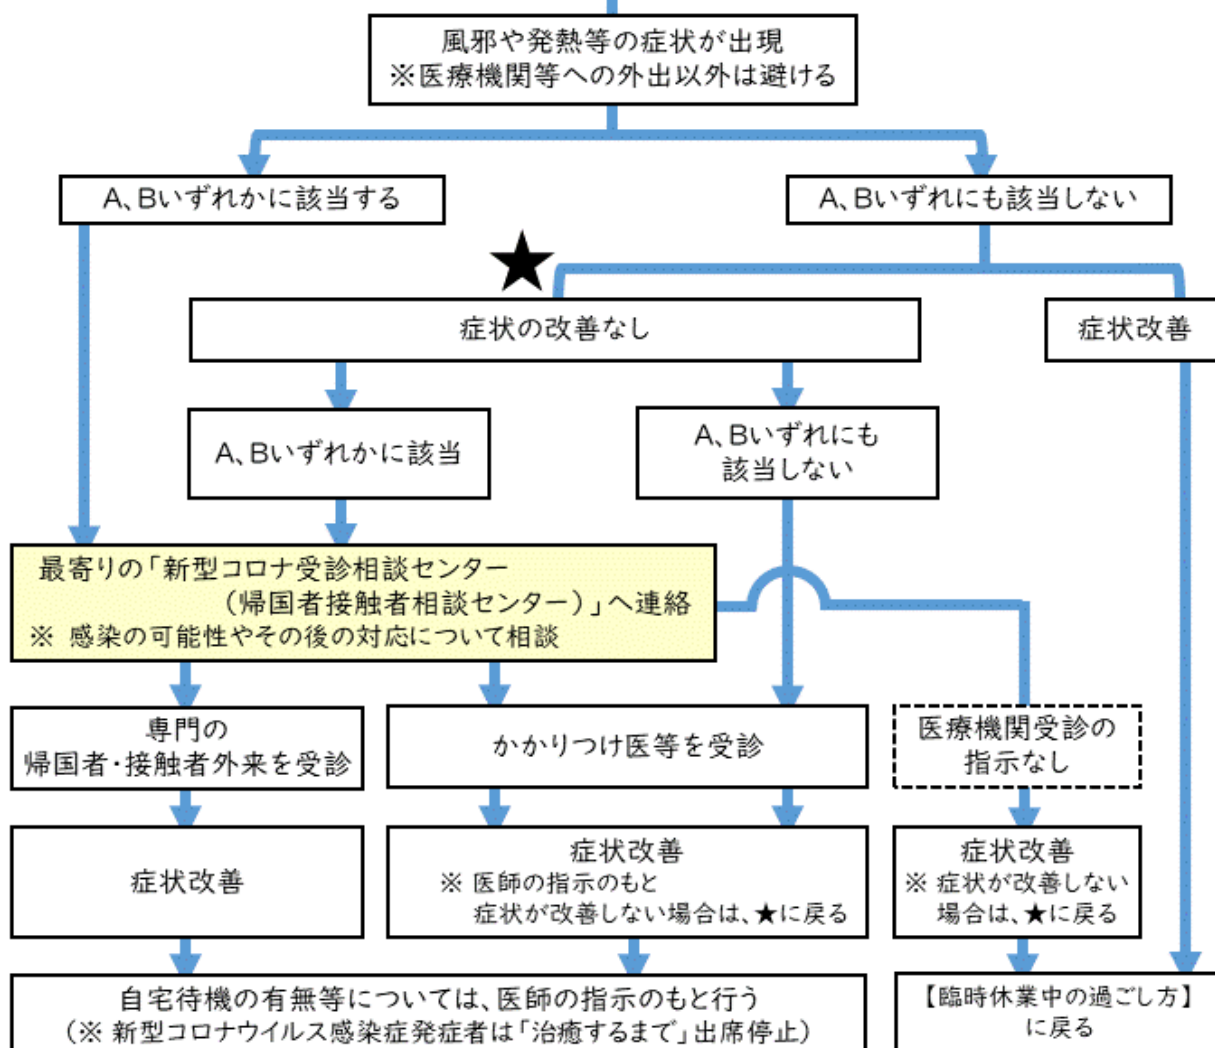 風邪や発熱等の症状が出現
※医療機関等への外出以外は避ける
A、Bいずれかに該当する
A、Bいずれにも該当しない
★
症状の改善なし
症状改善
A、Bいずれかに該当
A、Bいずれにも
該当しない
最寄りの「新型コロナ受診相談センター
（帰国者接触者相談センター）」へ連絡
※ 感染の可能性やその後の対応について相談
専門の
帰国者・接触者外来を受診
かかりつけ医等を受診
医療機関受診の
指示なし
症状改善
症状改善
※ 医師の指示のもと
症状が改善しない場合は、★に戻る
症状改善
※ 症状が改善しない
場合は、★に戻る
自宅待機の有無等については、医師の指示のもと行う
（※ 新型コロナウイルス感染症発症者は「治癒するまで」出席停止）
【臨時休業中の過ごし方】
に戻る